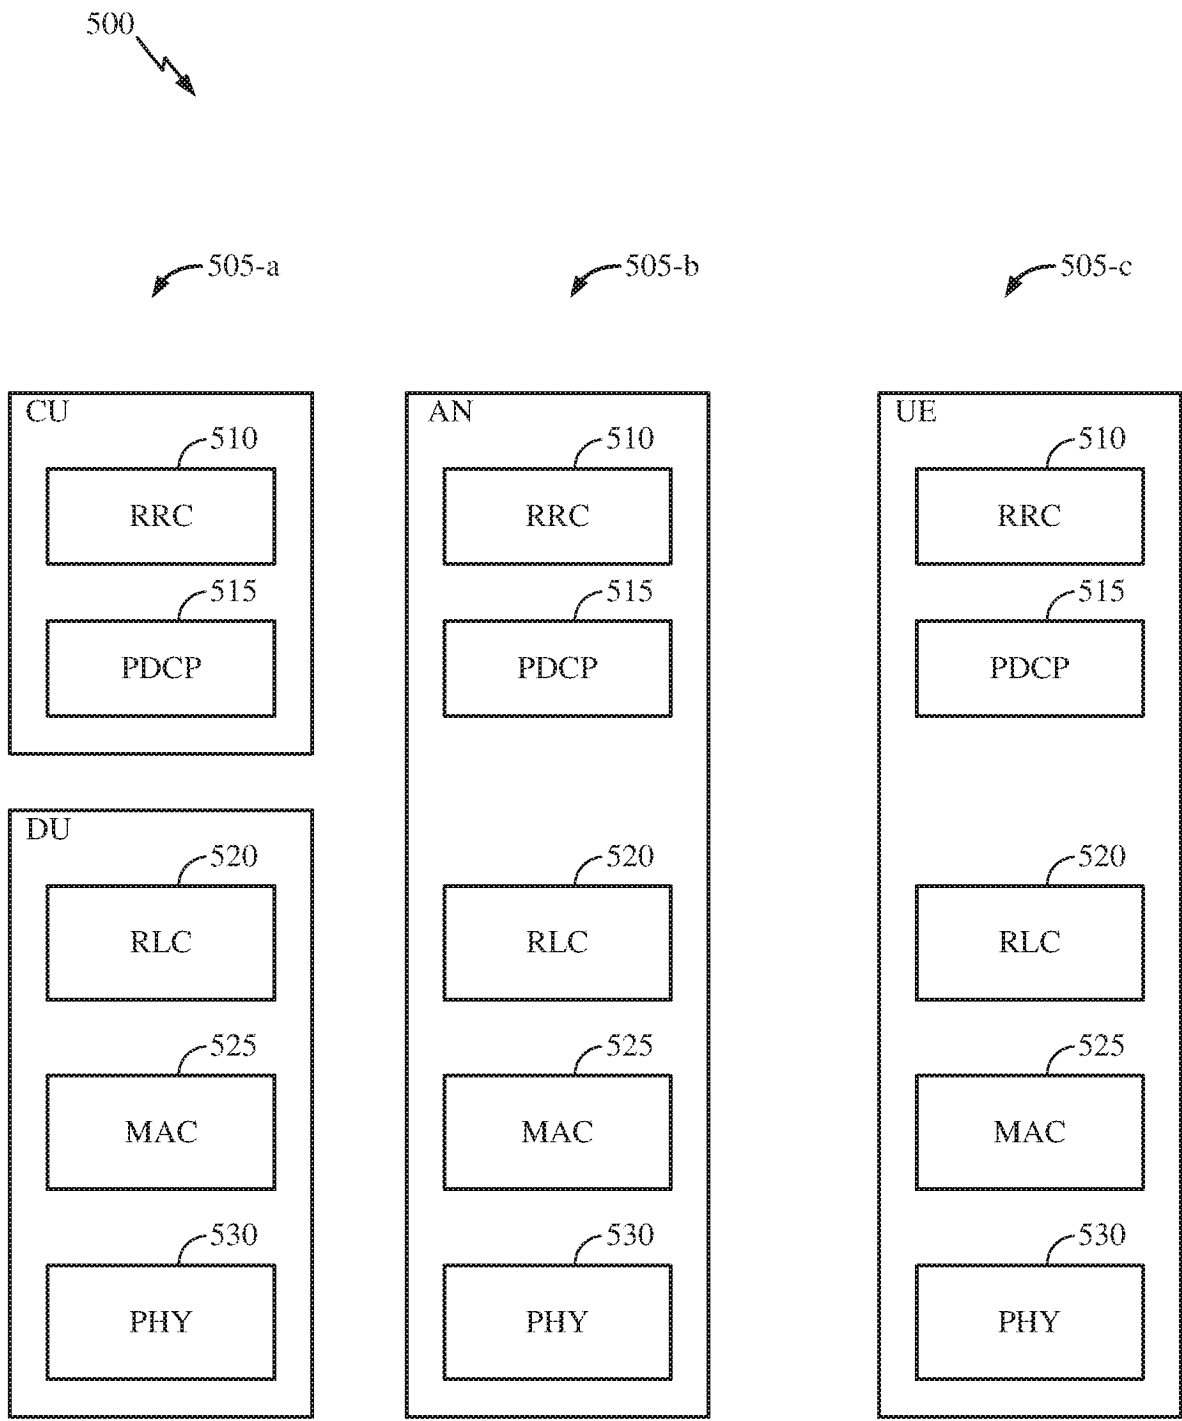 500
505-a 505-b 505-c
CU AN UE
510 510 510
RRC RRC RRC
515 515 515
PDCP PDCP PDCP
DU
520 520 520
RLC RLC RLC
525 525 525
MAC MAC MAC
530 530 530
PHY PHY PHY